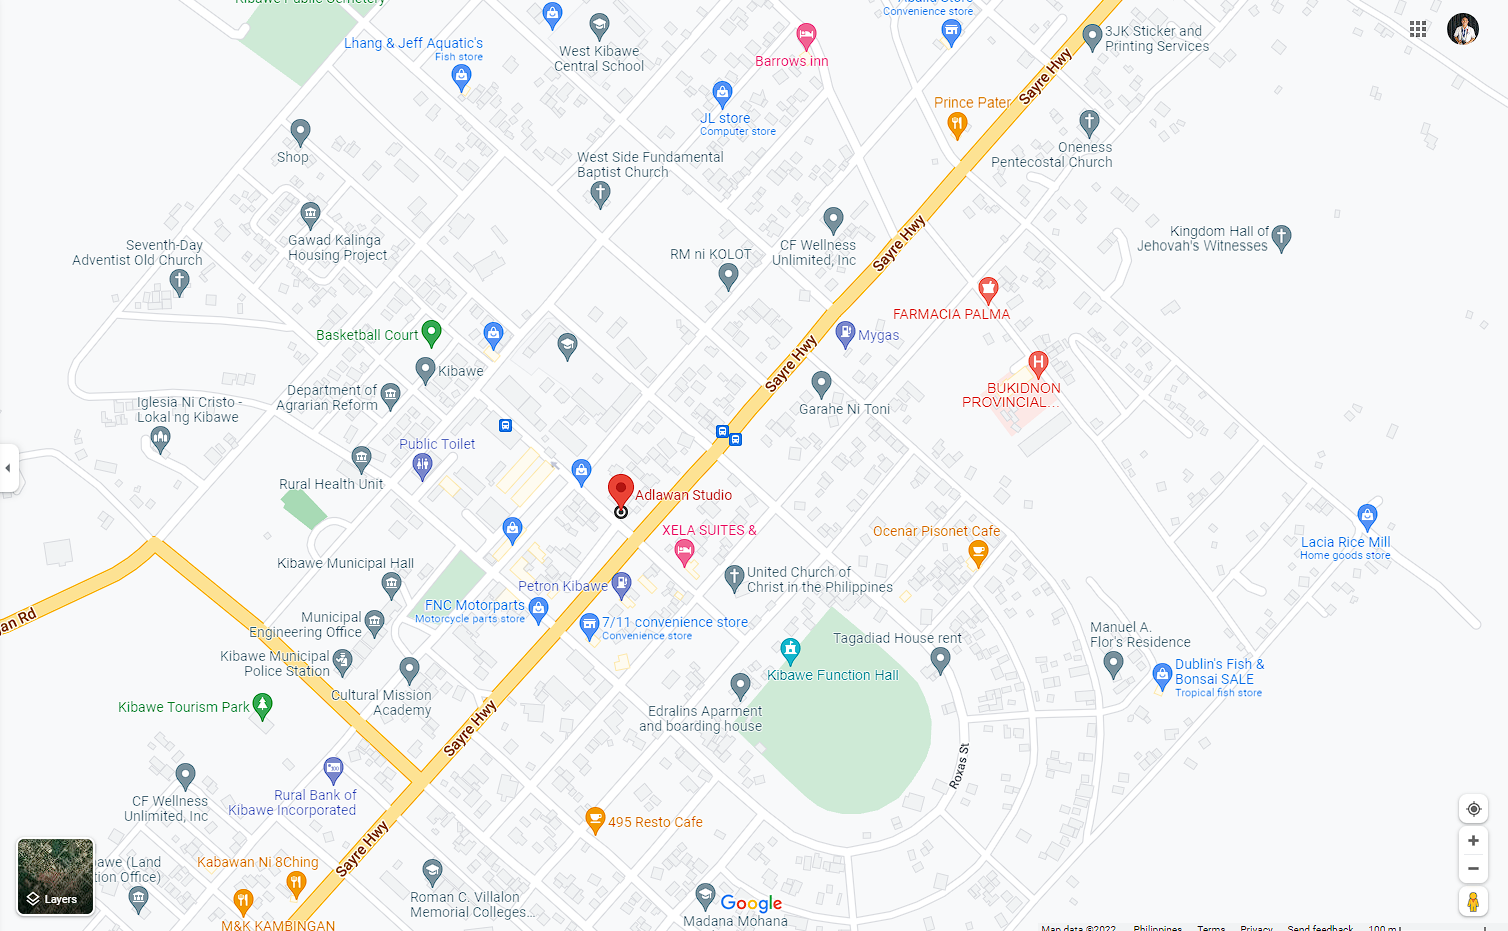 Kibawe Public Cemetery
Lhang & Jeff Aquatic's
Fish store
West Kibawe
Central School
Barrows inn
Convenience store
3JK Sticker and
Printing Services
Sayre Hwy
Prince Pater
JL store
Computer store
Oneness
Pentecostal Church
Shop
West Side Fundamental
Baptist Church
Gawad Kalinga
Housing Project
Seventh-Day
Adventist Old Church
RM ni KOLOT
CF Wellness
Unlimited, Inc
Sayre Hwy
Kingdom Hall of
Jehovah's Witnesses
FARMACIA PALMA
Basketball Court
Mygas
Kibawe
Sayre Hwy
Department of
Agrarian Reform
BUKIDNON
PROVINCIAL...
Iglesia Ni Cristo -
Lokal ng Kibawe
Garahe Ni Toni
Public Toilet
Rural Health Unit
Adlawan Studio
XELA SUITES &
Ocenar Pisonet Cafe
Lacia Rice Mill
Home goods store
Kibawe Municipal Hall
Petron Kibawe
United Church of
Christ in the Philippines
FNC Motorparts
Motorcycle parts store
7/11 convenience store
Convenience store
an Rd
Municipal
Engineering Office
Tagadiad House rent
Manuel A.
Flor's Residence
Kibawe Municipal
Police Station
Kibawe Function Hall
Dublin's Fish &
Bonsai SALE
Tropical fish store
Cultural Mission
Academy
Kibawe Tourism Park
Edralins Aparment
and boarding house
Sayre Hwy
Roxas St
Rural Bank of
Kibawe Incorporated
CF Wellness
Unlimited, Inc
495 Resto Cafe
Sayre Hwy
Kabawan Ni 8Ching
awe (Land
tion Office)
Layers
Roman C. Villalon
Memorial Colleges...
Google
Madana Mohana
M&K KAMBINGAN
Map data ©2022
Philippines
Terms
Privacy
Send feedback
100 m